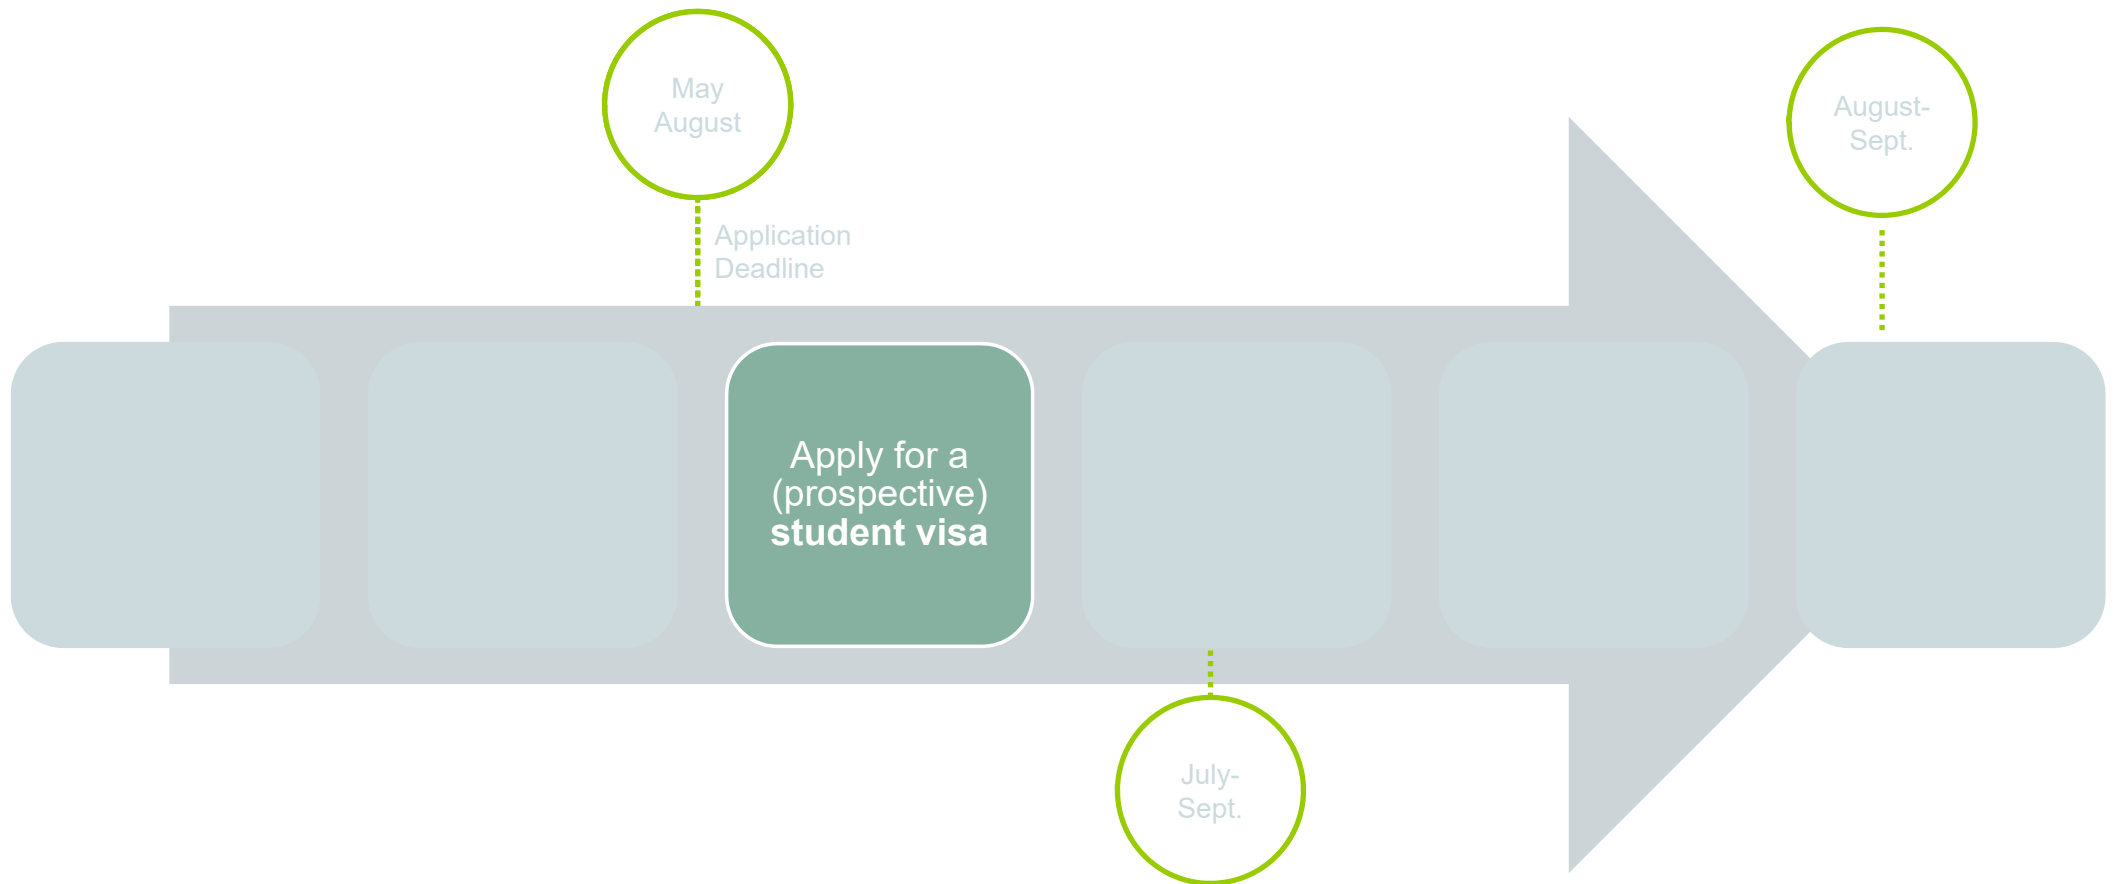 May
August
August-
Sept.
Application
Deadline
Apply for a
(prospective)
student visa
July-
Sept.